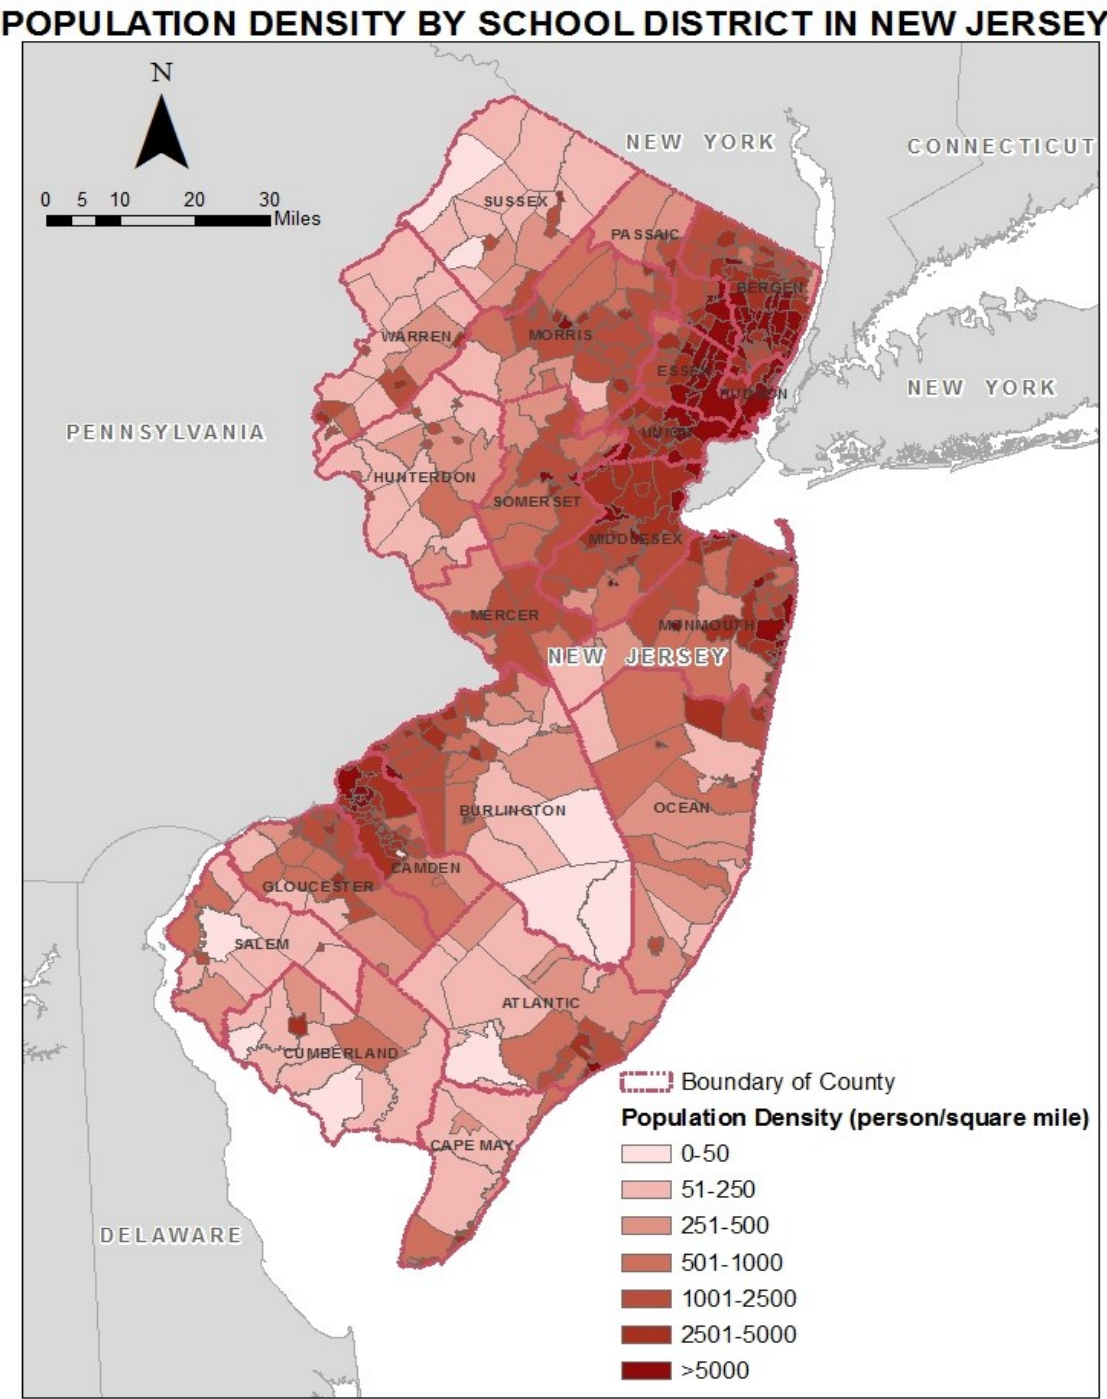 POPULATION DENSITY BY SCHOOL DISTRICT IN NEW JERSEY
N
0 5 10 20 30
Miles
NEW YORK
CONNECTICUT
SUSSEX
PASSAIC
BERGEN
WARREN
MORRIS
ESSEX
HUDSON
NEW YORK
PENNSYLVANIA
UNION
HUNTERDON
SOMERSET
MIDDLESEX
MERCER
MONMOUTH
NEW JERSEY
BURLINGTON
OCEAN
CAMDEN
GLOUCESTER
SALEM
ATLANTIC
CUMBERLAND
CAPE MAY
DELAWARE
Boundary of County
Population Density (person/square mile)
0-50
51-250
251-500
501-1000
1001-2500
2501-5000
>5000